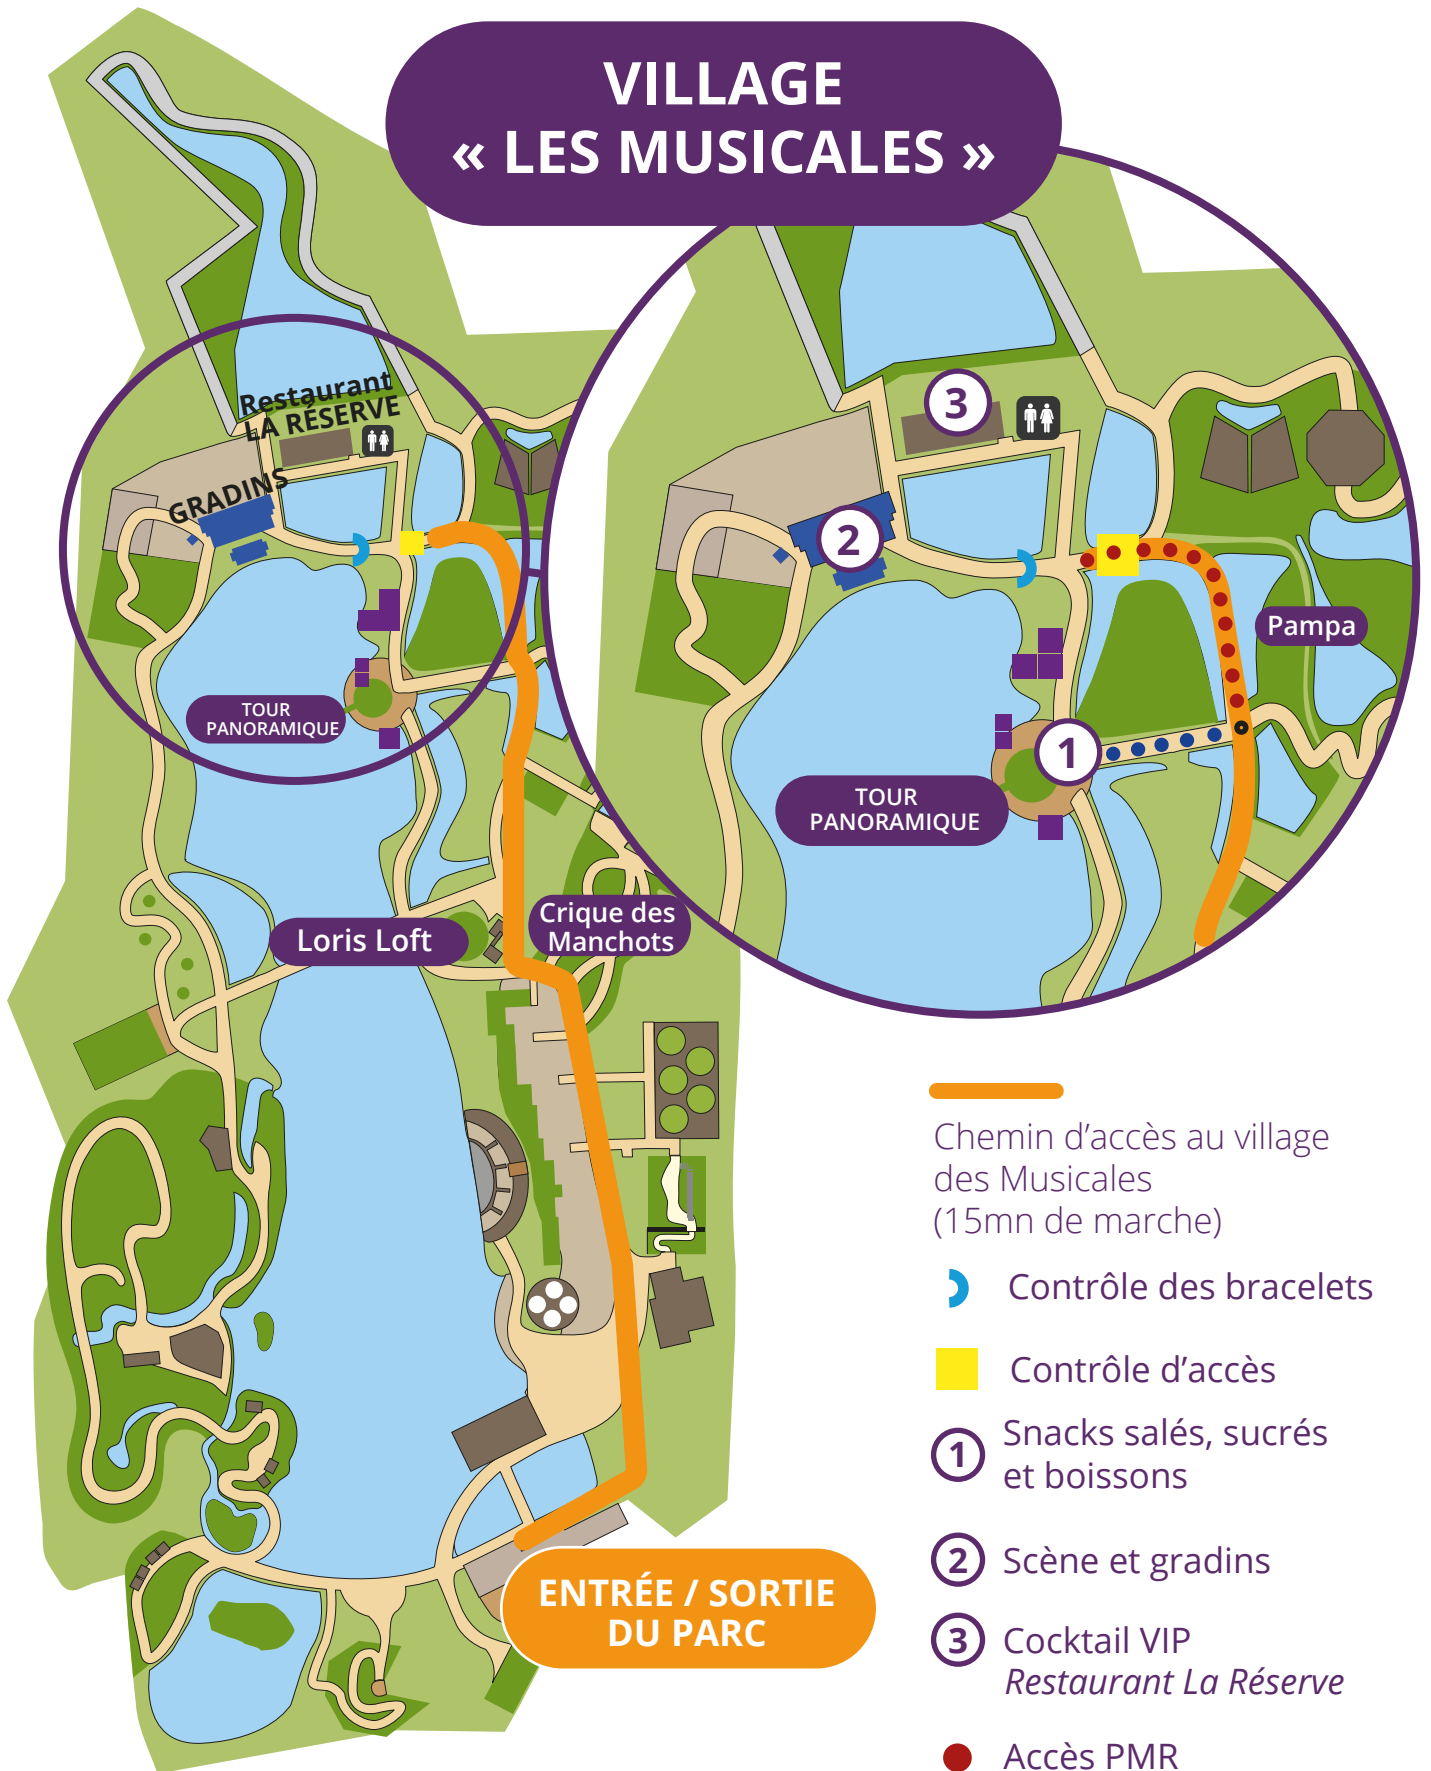 VILLAGE
« LES MUSICALES »
Restaurant
LA RÉSERVE
GRADINS
TOUR
PANORAMIQUE
3
2
Pampa
1
TOUR
PANORAMIQUE
Loris Loft
Crique des
Manchots
ENTRÉE / SORTIE
DU PARC
Chemin d’accès au village
des Musicales
(15mn de marche)
Contrôle des bracelets
Contrôle d’accès
1 Snacks salés, sucrés
et boissons
2 Scène et gradins
3 Cocktail VIP
Restaurant La Réserve
Accès PMR